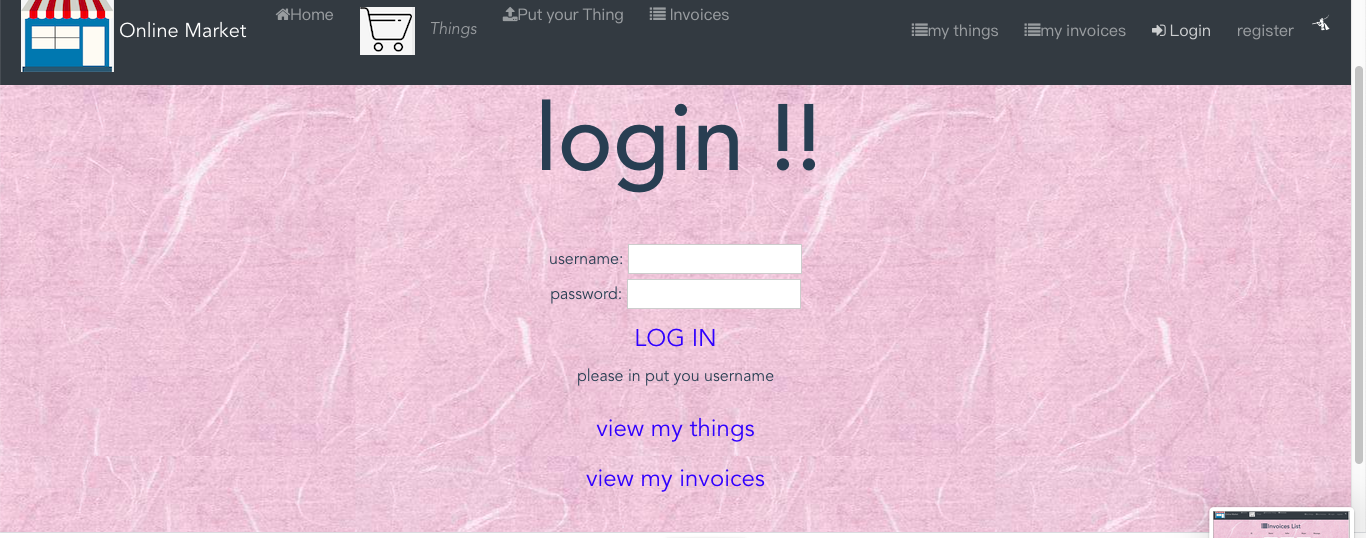 Online Market
Home
Things
Put your Thing
Invoices
my things
my invoices
Login
register
login !!
username:
password:
LOG IN
please in put you username
view my things
view my invoices
Invoices List